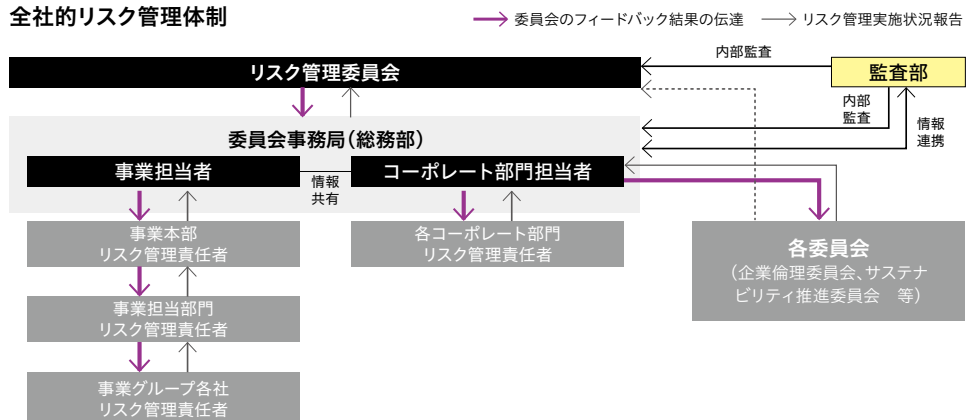 全社的リスク管理体制
委員会のフィードバック結果の伝達
リスク管理実施状況報告
内部監査
リスク管理委員会
監査部
内部
監査
情報
連携
委員会事務局（総務部）
事業担当者
情報
共有
コーポレート部門担当者
事業本部
リスク管理責任者
各コーポレート部門
リスク管理責任者
各委員会
（企業倫理委員会、サステナ
ビリティ推進委員会　等）
事業担当部門
リスク管理責任者
事業グループ各社
リスク管理責任者